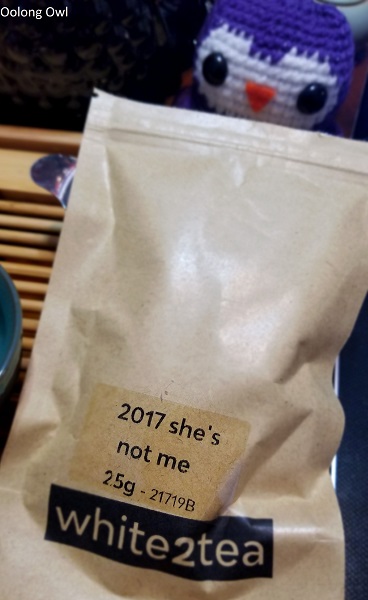 Oolong Owl
2017 she's
not me
25g - 21719B
white2tea